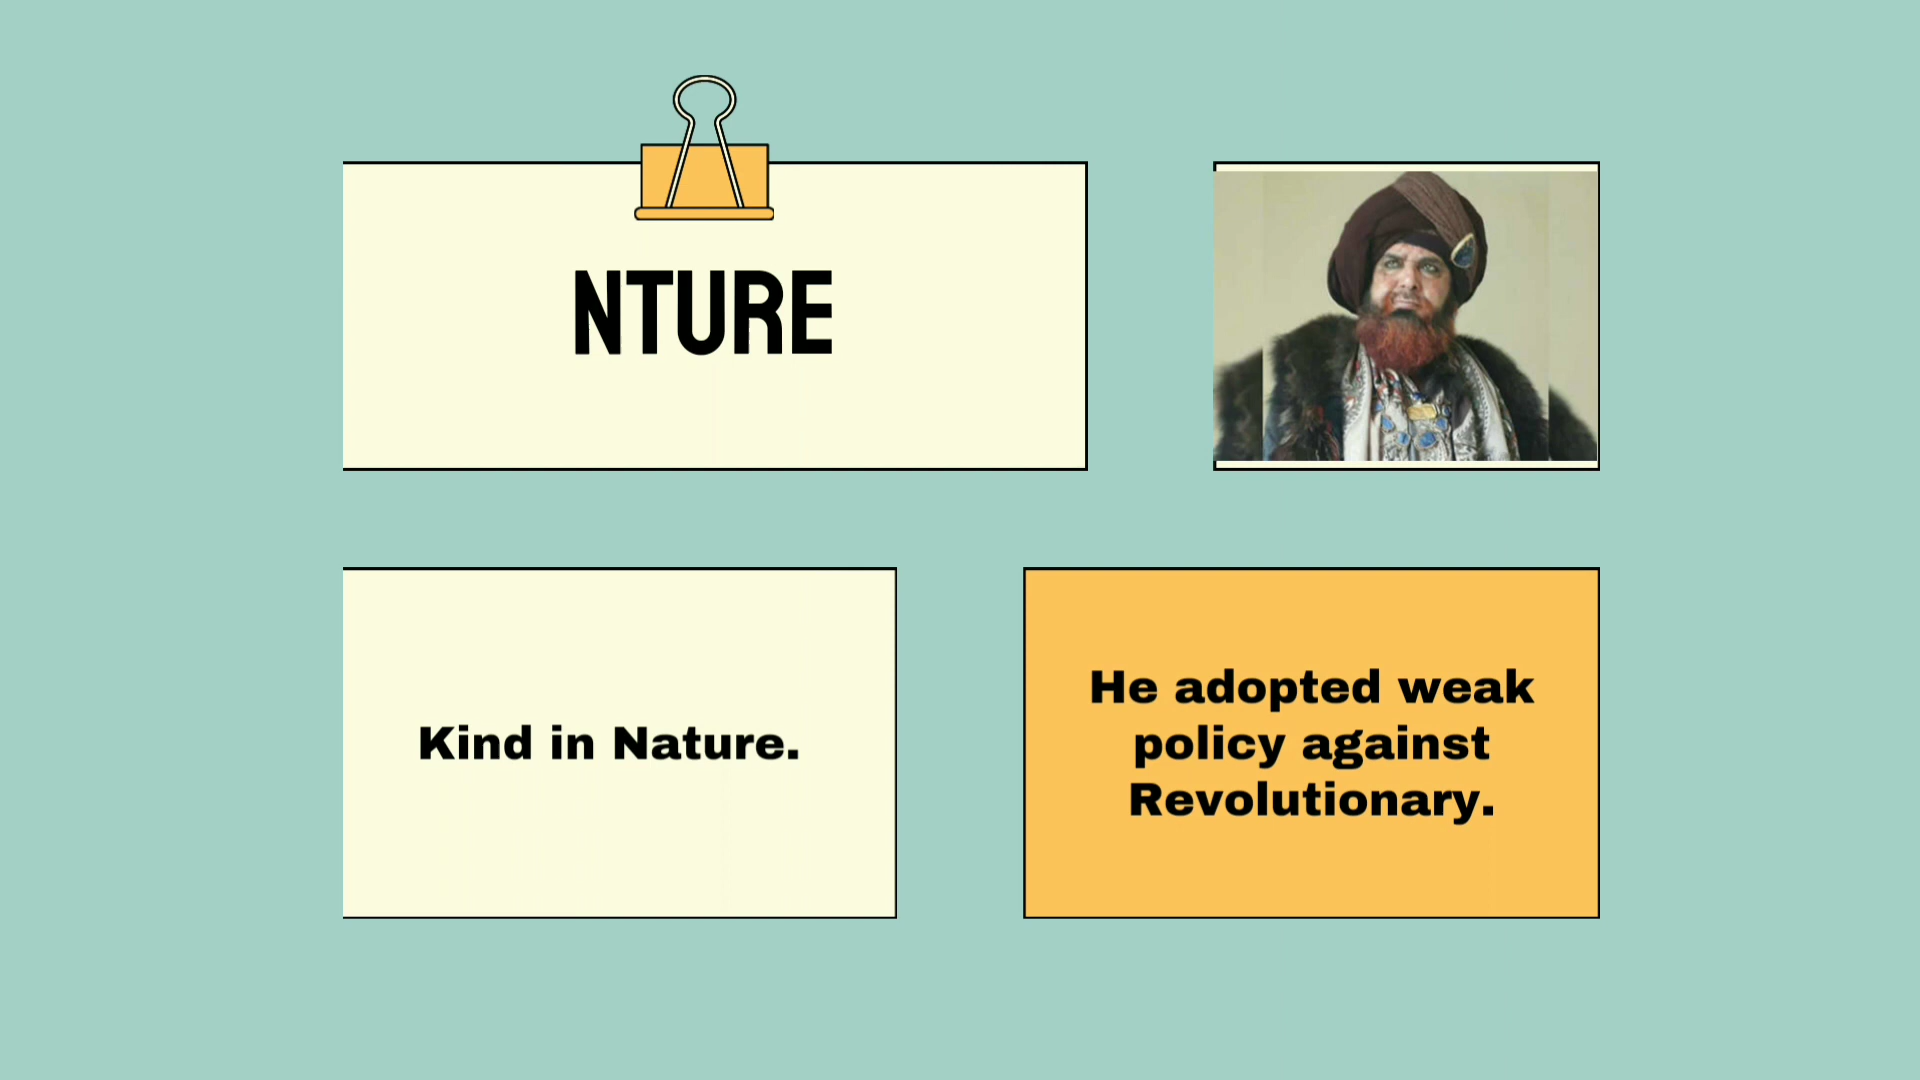 NTURE
Kind in Nature.
He adopted weak
policy against
Revolutionary.